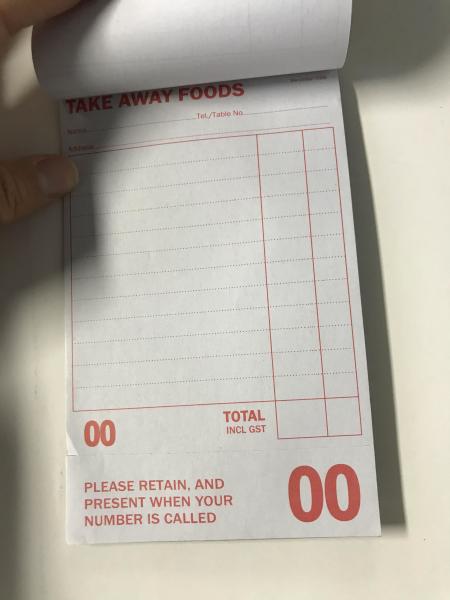 TAKE AWAY FOODS
Name Tel./Table No.
Address
00 TOTAL
INCL GST
PLEASE RETAIN, AND
PRESENT WHEN YOUR
NUMBER IS CALLED
00